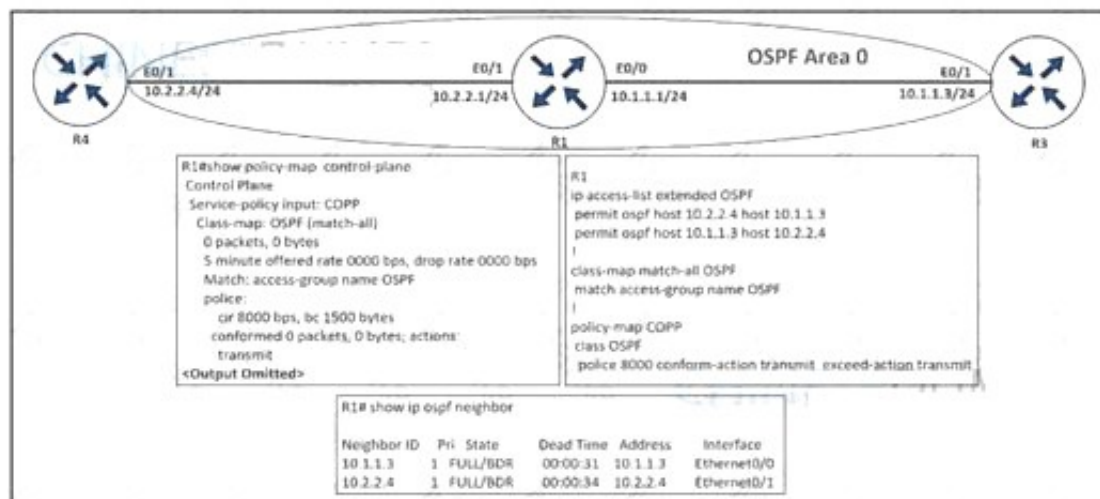 OSPF Area 0
E0/1
10.2.2.4/24
E0/1
10.2.2.1/24
E0/0
10.1.1.1/24
E0/1
10.1.1.3/24
R4
R1
R3
R1#show policy-map control-plane
Control Plane
Service-policy input: COPP
Class-map: OSPF (match-all)
0 packets, 0 bytes
5 minute offered rate 0000 bps, drop rate 0000 bps
Match: access-group name OSPF
police:
cir 8000 bps, bc 1500 bytes
conformed 0 packets, 0 bytes; actions:
transmit
<Output Omitted>
R1
ip access-list extended OSPF
permit ospf host 10.2.2.4 host 10.1.1.3
permit ospf host 10.1.1.3 host 10.2.2.4
!
class-map match-all OSPF
match access-group name OSPF
!
policy-map COPP
class OSPF
police 8000 conform-action transmit exceed-action transmit
R1# show ip ospf neighbor
Neighbor ID Pri State Dead Time Address Interface
10.1.1.3 1 FULL/BDR 00:00:31 10.1.1.3 Ethernet0/0
10.2.2.4 1 FULL/BDR 00:00:34 10.2.2.4 Ethernet0/1